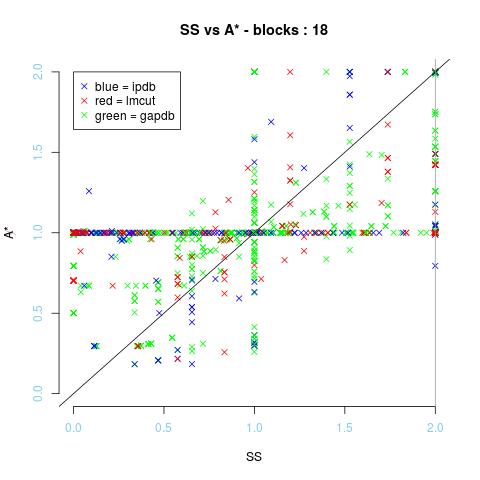 SS vs A* - blocks : 18
2.0
blue = ipdb
red = lmcut
green = gapdb
1.5
A*
1.0
0.5
0.0
0.0 0.5 1.0 1.5 2.0
SS